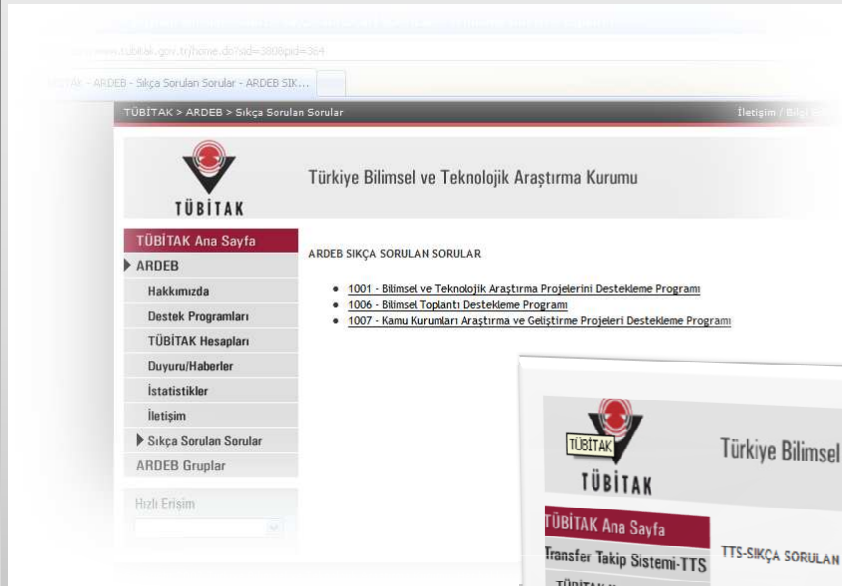 www.tubitak.gov.tr/home.do?sid=380&pid=364
TÜBİTAK - ARDEB - Sıkça Sorulan Sorular - ARDEB SIK...
TÜBİTAK > ARDEB > Sıkça Sorulan Sorular
İletişim / Bilgi
TÜBİTAK
Türkiye Bilimsel ve Teknolojik Araştırma Kurumu
TÜBİTAK Ana Sayfa
ARDEB
Hakkımızda
Destek Programları
TÜBİTAK Hesapları
Duyuru/Haberler
İstatistikler
İletişim
Sıkça Sorulan Sorular
ARDEB Gruplar
Hızlı Erişim
ARDEB SIKÇA SORULAN SORULAR
1001 - Bilimsel ve Teknolojik Araştırma Projelerini Destekleme Programı
1006 - Bilimsel Toplantı Destekleme Programı
1007 - Kamu Kurumları Araştırma ve Geliştirme Projeleri Destekleme Programı
TÜBİTAK
TÜBİTAK
Türkiye Bilimsel
TÜBİTAK Ana Sayfa
Transfer Takip Sistemi-TTS
TTS-SIKÇA SORULAN